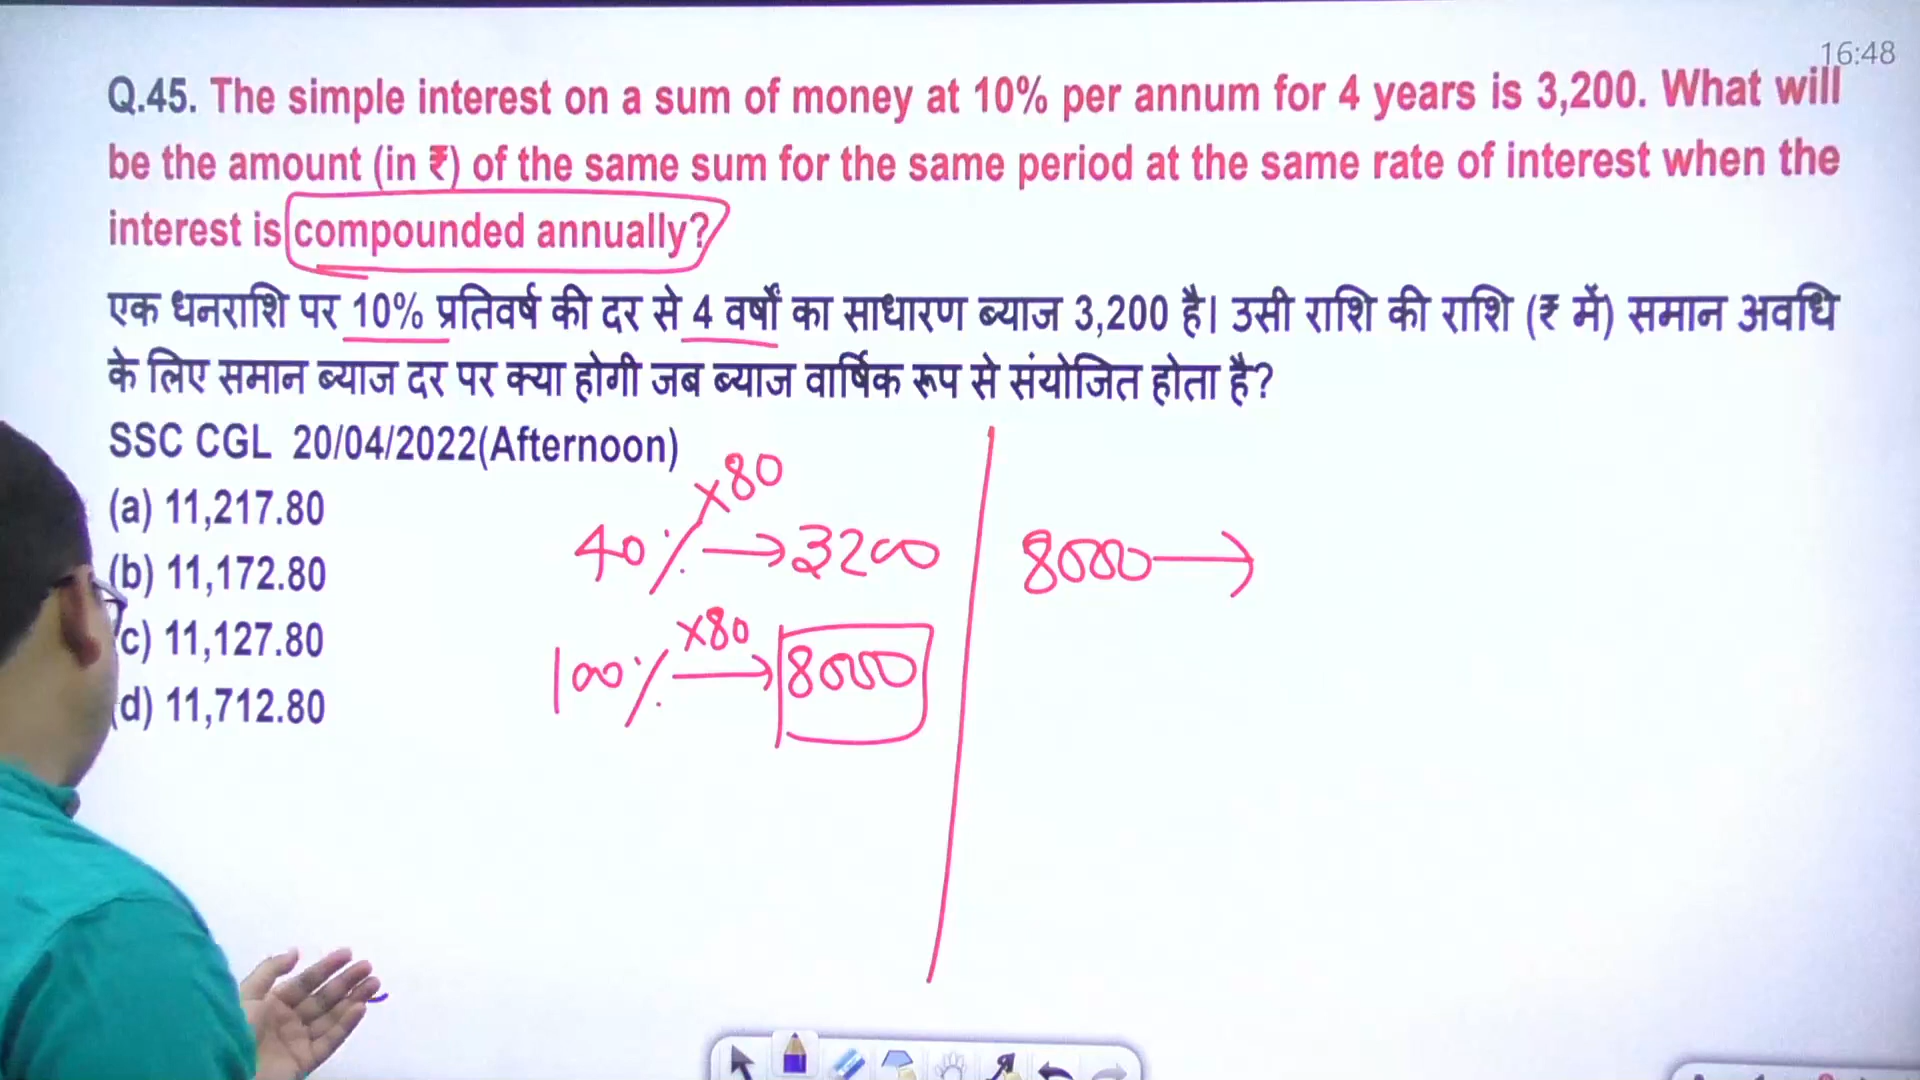 16:48
Q.45. The simple interest on a sum of money at 10% per annum for 4 years is 3,200. What will
be the amount (in ₹) of the same sum for the same period at the same rate of interest when the
interest is compounded annually?
एक धनराशि पर 10% प्रतिवर्ष की दर से 4 वर्षों का साधारण ब्याज 3,200 है। उसी राशि की राशि (₹ में) समान अवधि
के लिए समान ब्याज दर पर क्या होगी जब ब्याज वार्षिक रूप से संयोजित होता है?
SSC CGL 20/04/2022(Afternoon)
(a) 11,217.80
(b) 11,172.80
c) 11,127.80
d) 11,712.80
×80
40% → 3200
×80
100% → 8000
8000 →